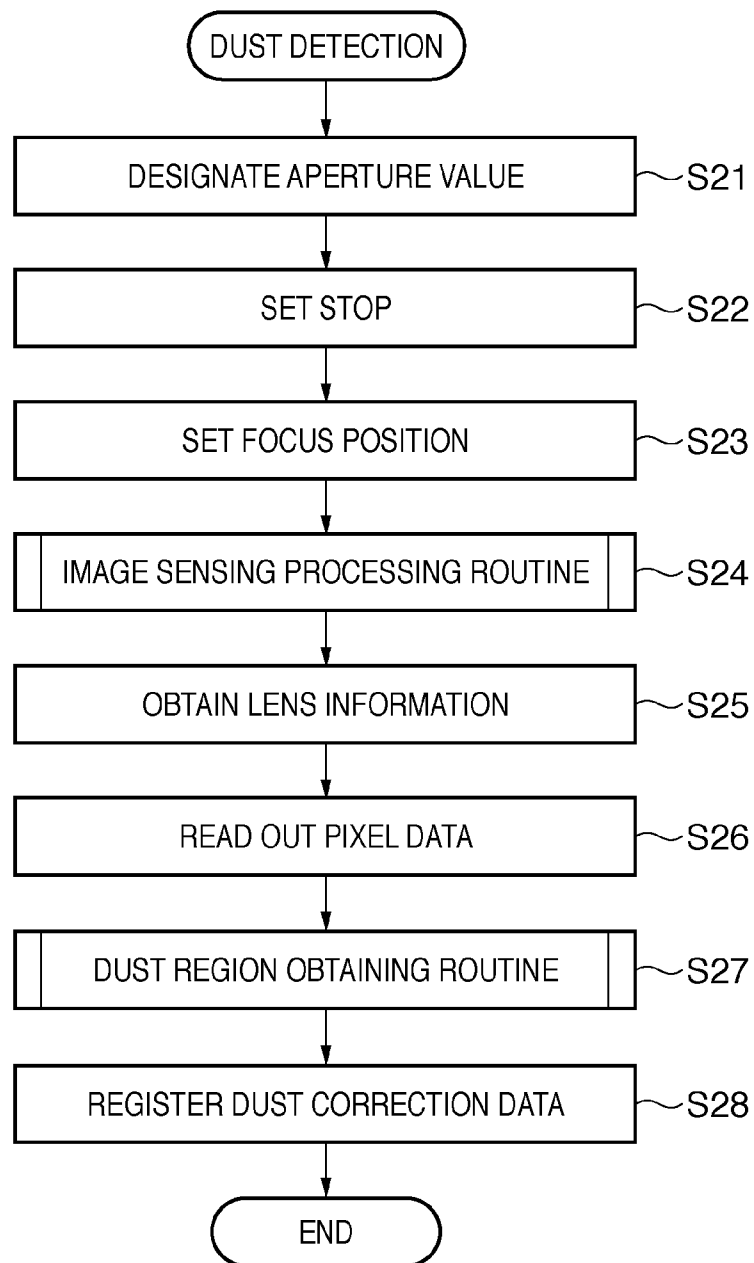 DUST DETECTION
DESIGNATE APERTURE VALUE S21
SET STOP S22
SET FOCUS POSITION S23
IMAGE SENSING PROCESSING ROUTINE S24
OBTAIN LENS INFORMATION S25
READ OUT PIXEL DATA S26
DUST REGION OBTAINING ROUTINE S27
REGISTER DUST CORRECTION DATA S28
END